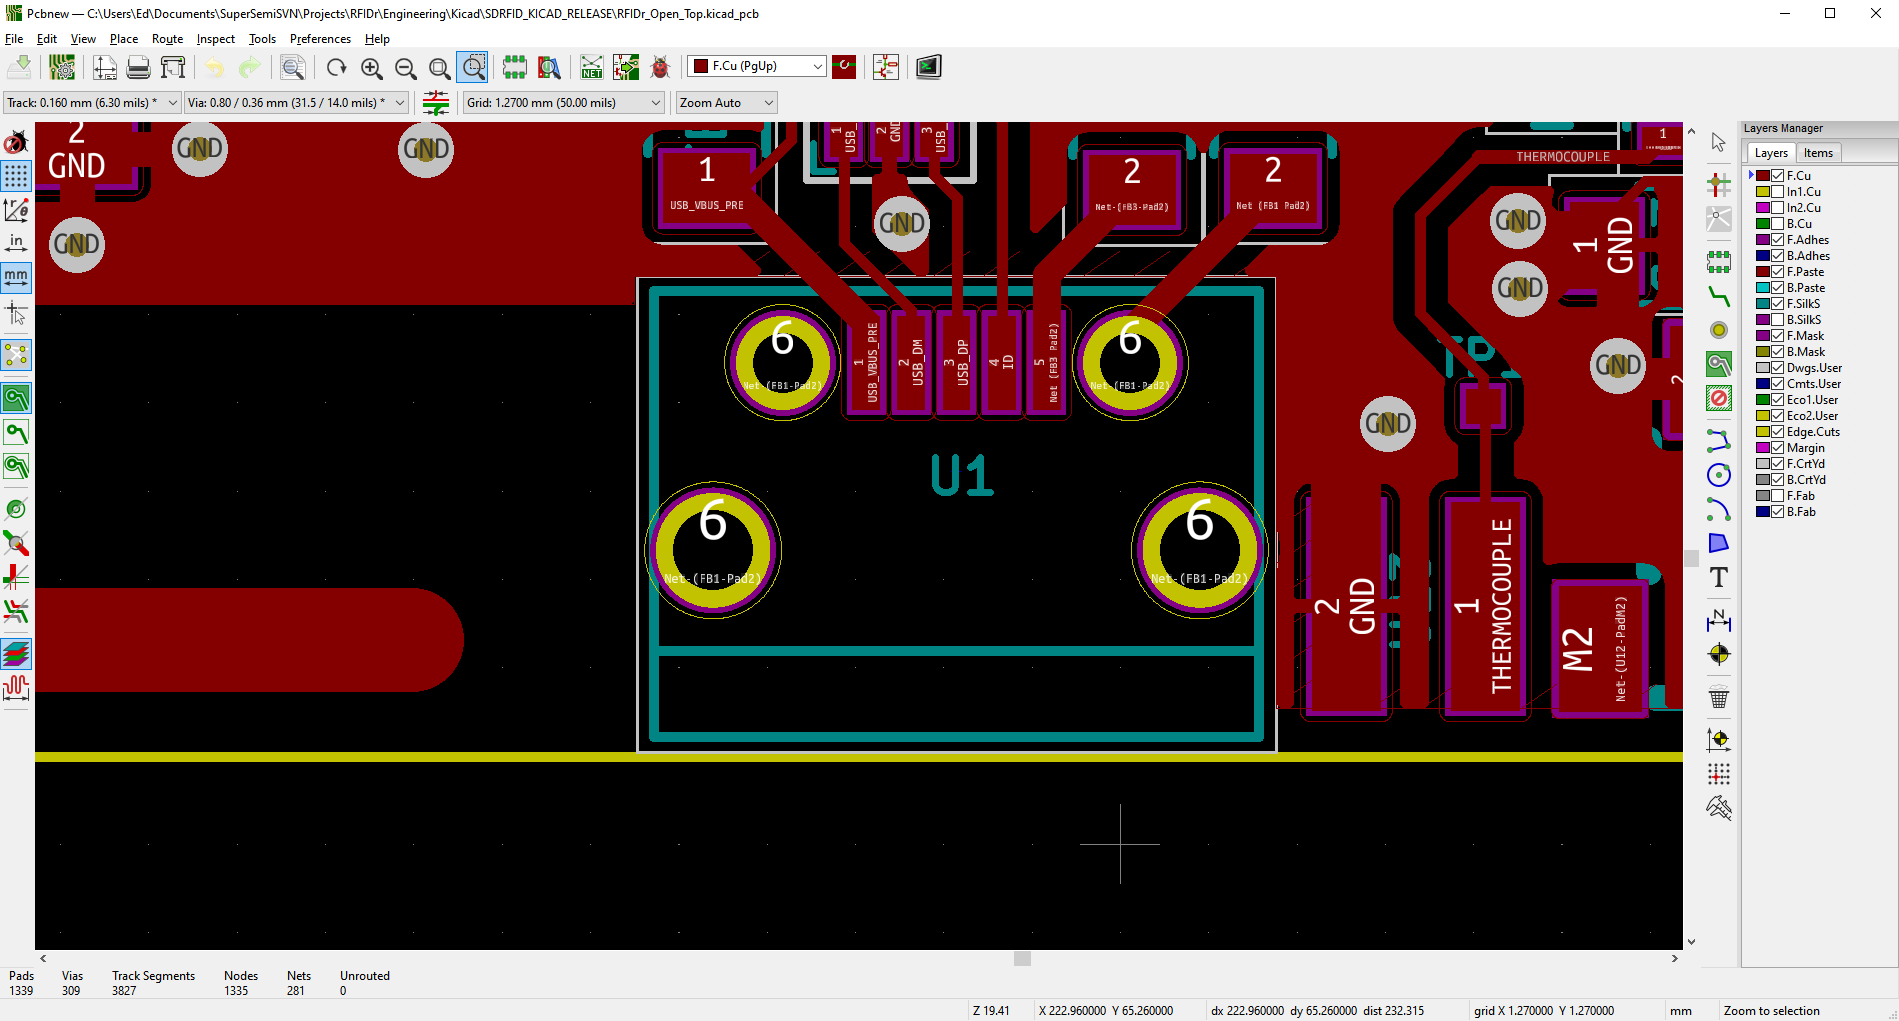 Pcbnew — C:\Users\Ed\Documents\SuperSemiSVN\Projects\RFIDr\Engineering\Kicad\SDRFID_KICAD_RELEASE\RFIDr_Open_Top.kicad_pcb
File Edit View Place Route Inspect Tools Preferences Help
NET
F.Cu (PgUp)
Track: 0.160 mm (6.30 mils) *
Via: 0.80 / 0.36 mm (31.5 / 14.0 mils) *
Grid: 1.2700 mm (50.00 mils)
Zoom Auto
in
mm
2
GND
GND
GND
GND
1
USB_VBUS_PRE
1
USB_
2
GND
3
USB_
GND
2
Net-(FB3-Pad2)
2
Net (FB1 Pad2)
THERMOCOUPLE
1
GND
GND
1
GND
GND
2
GND
6
Net-(FB1-Pad2)
1
USB_VBUS_PRE
2
USB_DM
3
USB_DP
4
ID
5
Net (FB3 Pad2)
6
Net-(FB1-Pad2)
U1
6
Net-(FB1-Pad2)
6
Net-(FB1-Pad2)
2
GND
1
THERMOCOUPLE
M2
Net-(U12-PadM2)
Layers Manager
Layers Items
F.Cu
In1.Cu
In2.Cu
B.Cu
F.Adhes
B.Adhes
F.Paste
B.Paste
F.SilkS
B.SilkS
F.Mask
B.Mask
Dwgs.User
Cmts.User
Eco1.User
Eco2.User
Edge.Cuts
Margin
F.CrtYd
B.CrtYd
F.Fab
B.Fab
T
N
Pads Vias Track Segments Nodes Nets Unrouted
1339 309 3827 1335 281 0
Z 19.41 X 222.960000 Y 65.260000 dx 222.960000 dy 65.260000 dist 232.315 grid X 1.270000 Y 1.270000 mm Zoom to selection